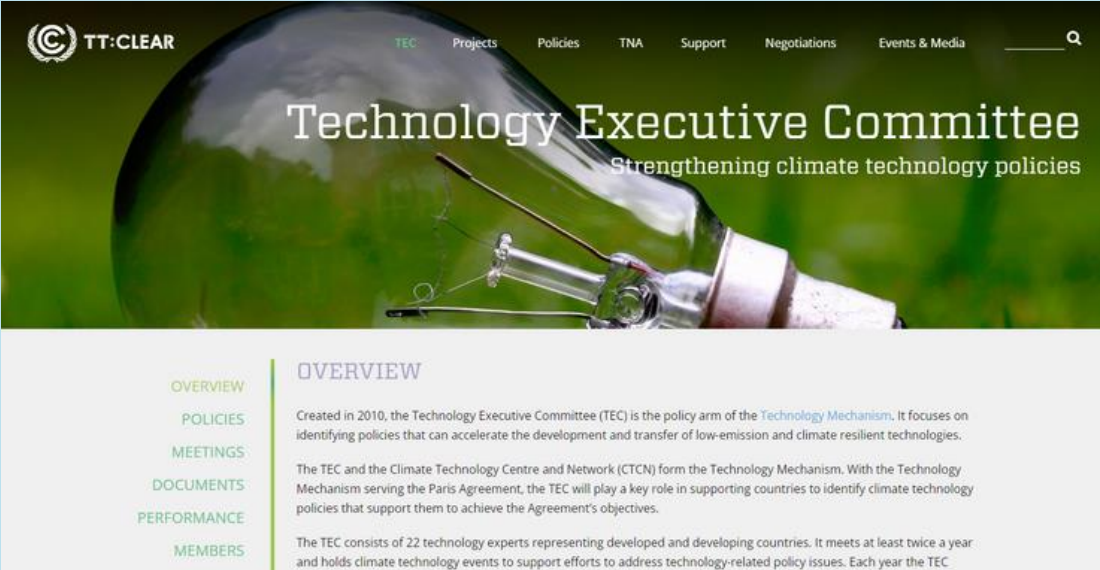 TT:CLEAR
TEC Projects Policies TNA Support Negotiations Events & Media
Technology Executive Committee
Strengthening climate technology policies
OVERVIEW
POLICIES
MEETINGS
DOCUMENTS
PERFORMANCE
MEMBERS
OVERVIEW
Created in 2010, the Technology Executive Committee (TEC) is the policy arm of the Technology Mechanism. It focuses on
identifying policies that can accelerate the development and transfer of low-emission and climate resilient technologies.
The TEC and the Climate Technology Centre and Network (CTCN) form the Technology Mechanism. With the Technology
Mechanism serving the Paris Agreement, the TEC will play a key role in supporting countries to identify climate technology
policies that support them to achieve the Agreement's objectives.
The TEC consists of 22 technology experts representing developed and developing countries. It meets at least twice a year
and holds climate technology events to support efforts to address technology-related policy issues. Each year the TEC